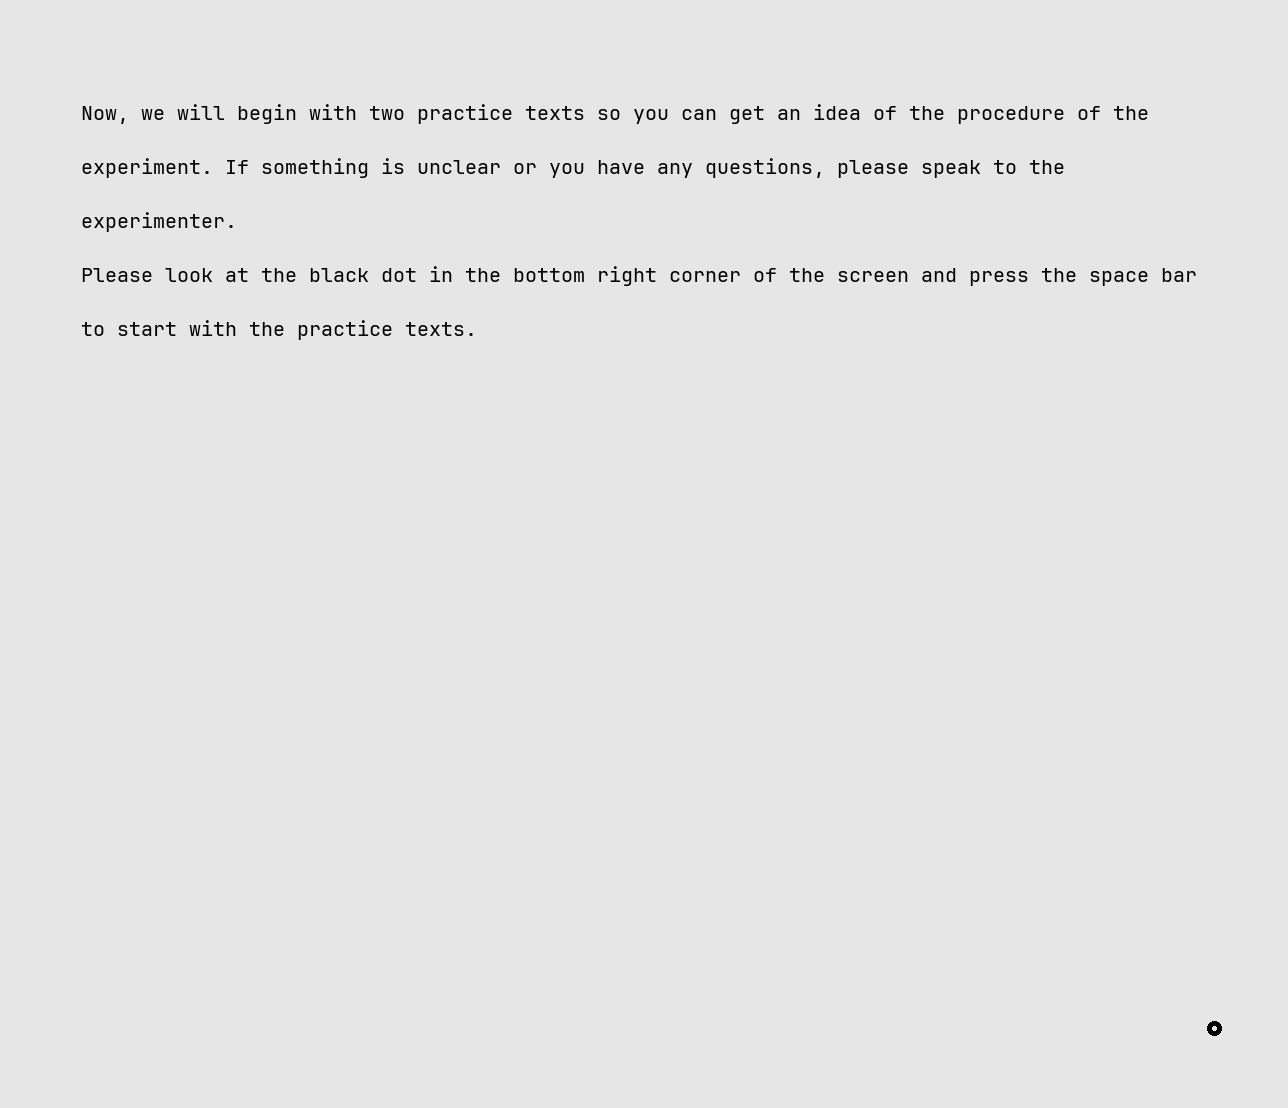 Now, we will begin with two practice texts so you can get an idea of the procedure of the
experiment. If something is unclear or you have any questions, please speak to the
experimenter.
Please look at the black dot in the bottom right corner of the screen and press the space bar
to start with the practice texts.